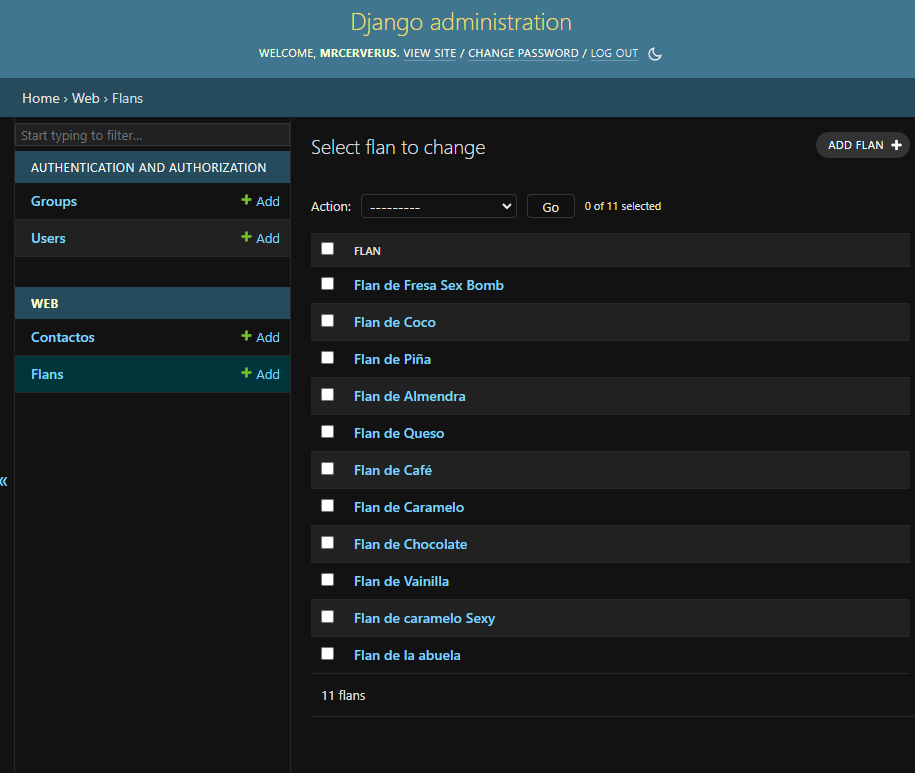 Django administration
WELCOME, MRCERVERUS. VIEW SITE / CHANGE PASSWORD / LOG OUT
Home › Web › Flans
Start typing to filter...
AUTHENTICATION AND AUTHORIZATION
Groups + Add
Users + Add
WEB
Contactos + Add
Flans + Add
«
Select flan to change
ADD FLAN +
Action: --------- Go 0 of 11 selected
FLAN
Flan de Fresa Sex Bomb
Flan de Coco
Flan de Piña
Flan de Almendra
Flan de Queso
Flan de Café
Flan de Caramelo
Flan de Chocolate
Flan de Vainilla
Flan de caramelo Sexy
Flan de la abuela
11 flans